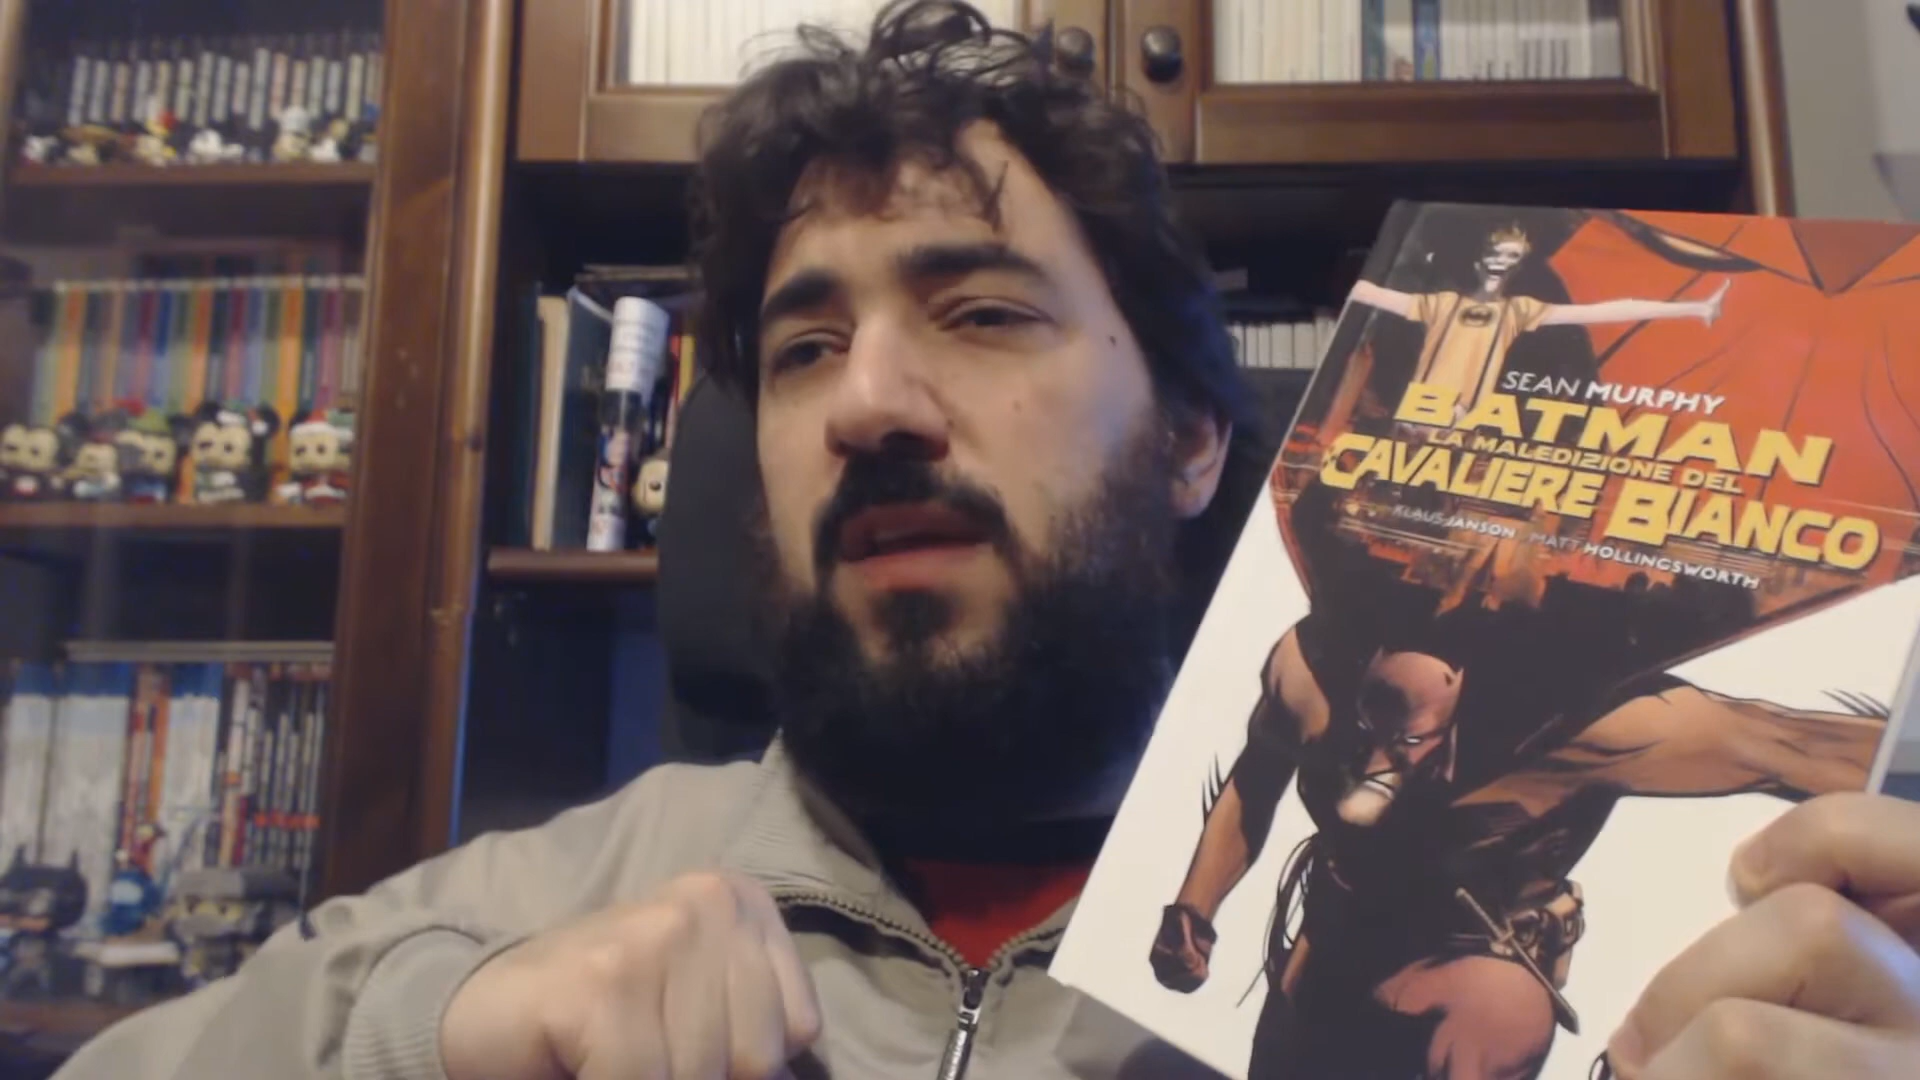 SEAN MURPHY
BATMAN
LA MALEDIZIONE DEL
CAVALIERE BIANCO
KLAUS JANSON MATT HOLLINGSWORTH